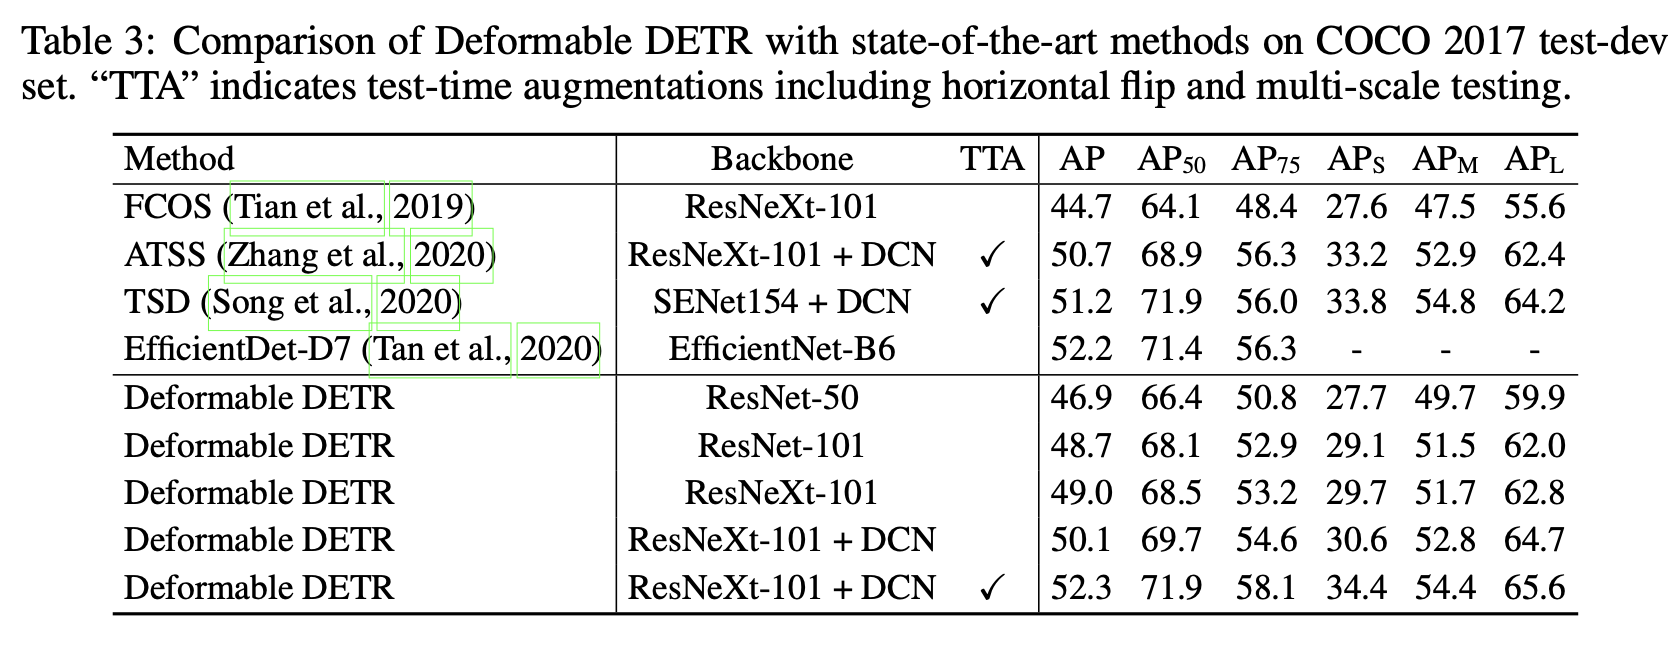 Table 3: Comparison of Deformable DETR with state-of-the-art methods on COCO 2017 test-dev
set. “TTA” indicates test-time augmentations including horizontal flip and multi-scale testing.
Method Backbone TTA AP AP50 AP75 APS APM APL
FCOS (Tian et al., 2019) ResNeXt-101 44.7 64.1 48.4 27.6 47.5 55.6
ATSS (Zhang et al., 2020) ResNeXt-101 + DCN ✓ 50.7 68.9 56.3 33.2 52.9 62.4
TSD (Song et al., 2020) SENet154 + DCN ✓ 51.2 71.9 56.0 33.8 54.8 64.2
EfficientDet-D7 (Tan et al., 2020) EfficientNet-B6 52.2 71.4 56.3 - - -
Deformable DETR ResNet-50 46.9 66.4 50.8 27.7 49.7 59.9
Deformable DETR ResNet-101 48.7 68.1 52.9 29.1 51.5 62.0
Deformable DETR ResNeXt-101 49.0 68.5 53.2 29.7 51.7 62.8
Deformable DETR ResNeXt-101 + DCN 50.1 69.7 54.6 30.6 52.8 64.7
Deformable DETR ResNeXt-101 + DCN ✓ 52.3 71.9 58.1 34.4 54.4 65.6